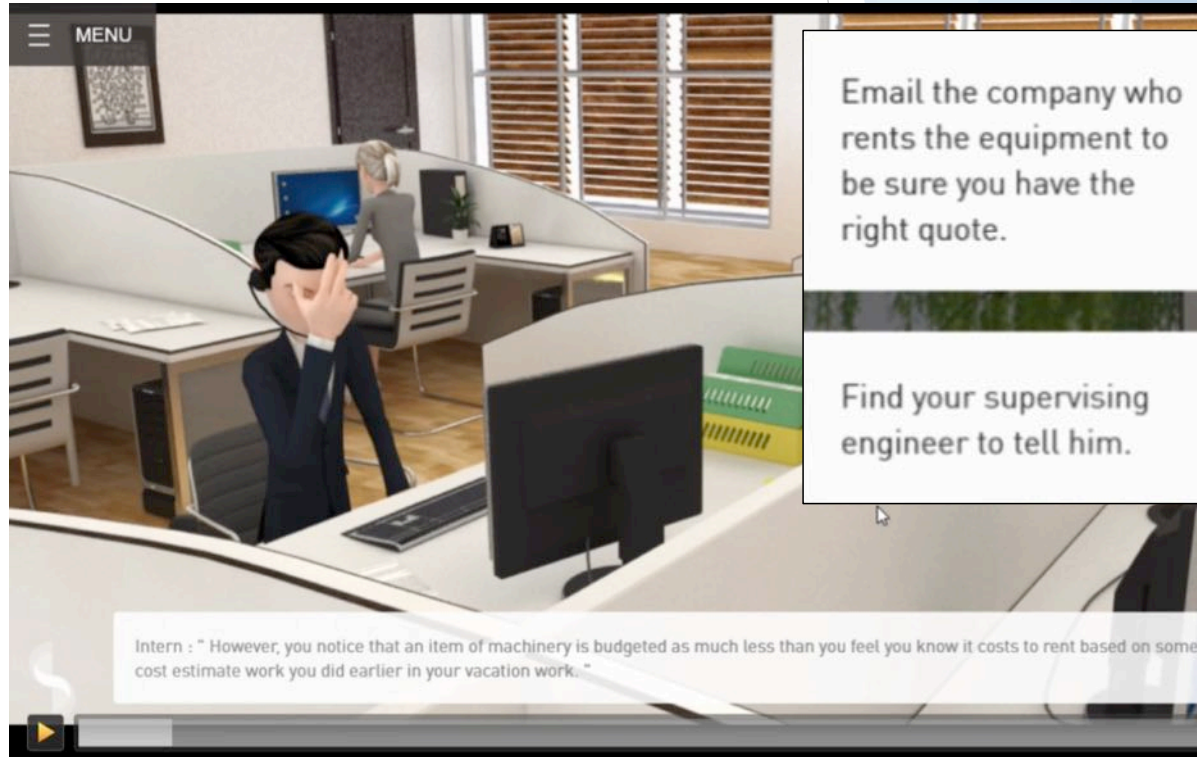 MENU
Email the company who
rents the equipment to
be sure you have the
right quote.
Find your supervising
engineer to tell him.
Intern : " However, you notice that an item of machinery is budgeted as much less than you feel you know it costs to rent based on some
cost estimate work you did earlier in your vacation work. "